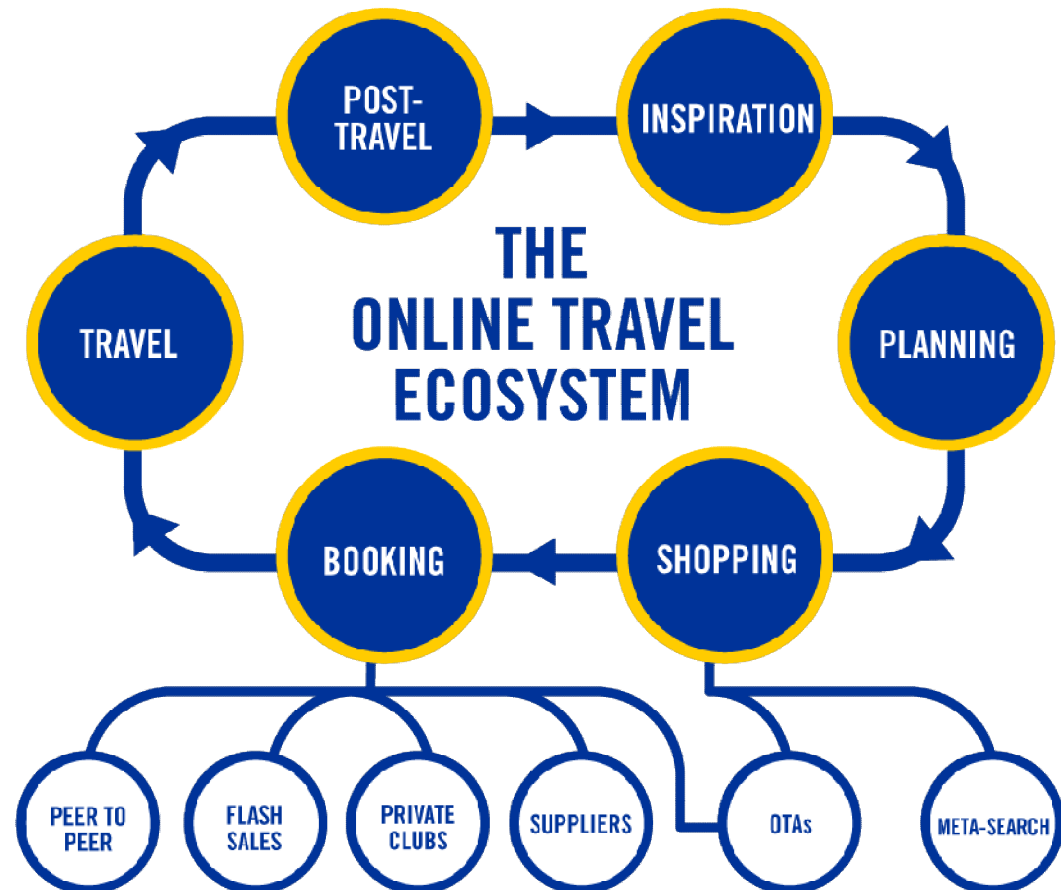 POST-
TRAVEL
INSPIRATION
THE
ONLINE TRAVEL
ECOSYSTEM
TRAVEL
PLANNING
BOOKING
SHOPPING
PEER TO
PEER
FLASH
SALES
PRIVATE
CLUBS
SUPPLIERS
OTAs
META-SEARCH